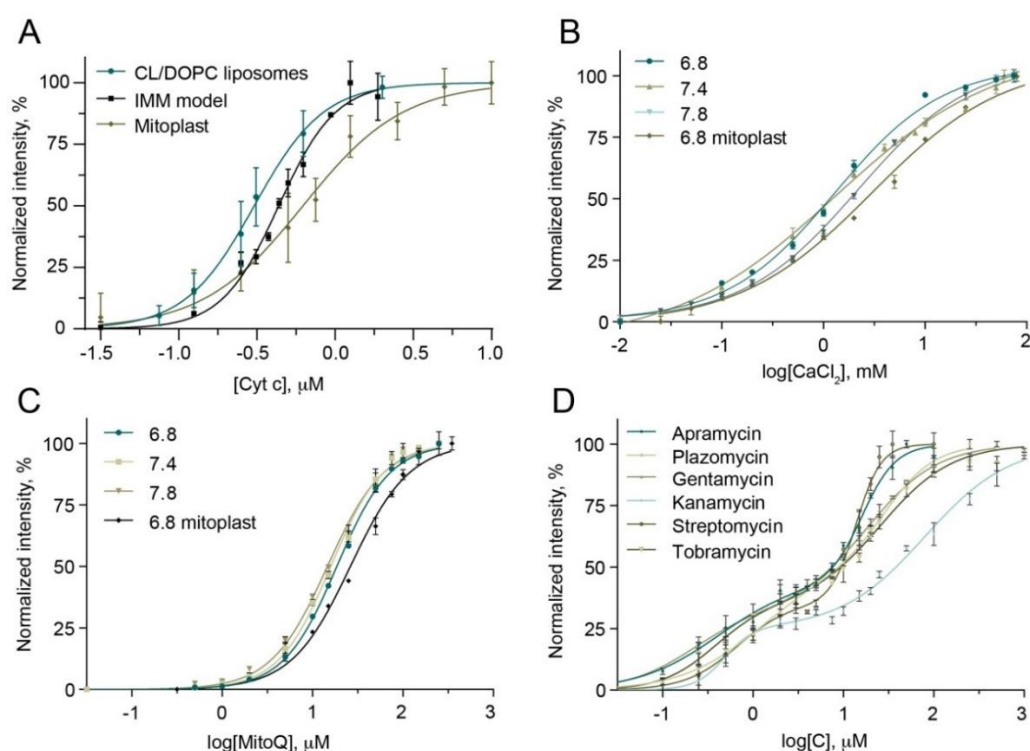 A
CL/DOPC liposomes
IMM model
Mitoplast
Normalized intensity, %
100
75
50
25
0
-1.5 -1.0 -0.5 0.0 0.5 1.0
[Cyt c], μM
B
6.8
7.4
7.8
6.8 mitoplast
Normalized intensity, %
100
75
50
25
0
-2 -1 0 1 2
log[CaCl2], mM
C
6.8
7.4
7.8
6.8 mitoplast
Normalized intensity, %
100
75
50
25
0
-1 0 1 2 3
log[MitoQ], μM
D
Apramycin
Plazomycin
Gentamycin
Kanamycin
Streptomycin
Tobramycin
Normalized intensity, %
100
75
50
25
0
-1 0 1 2 3
log[C], μM